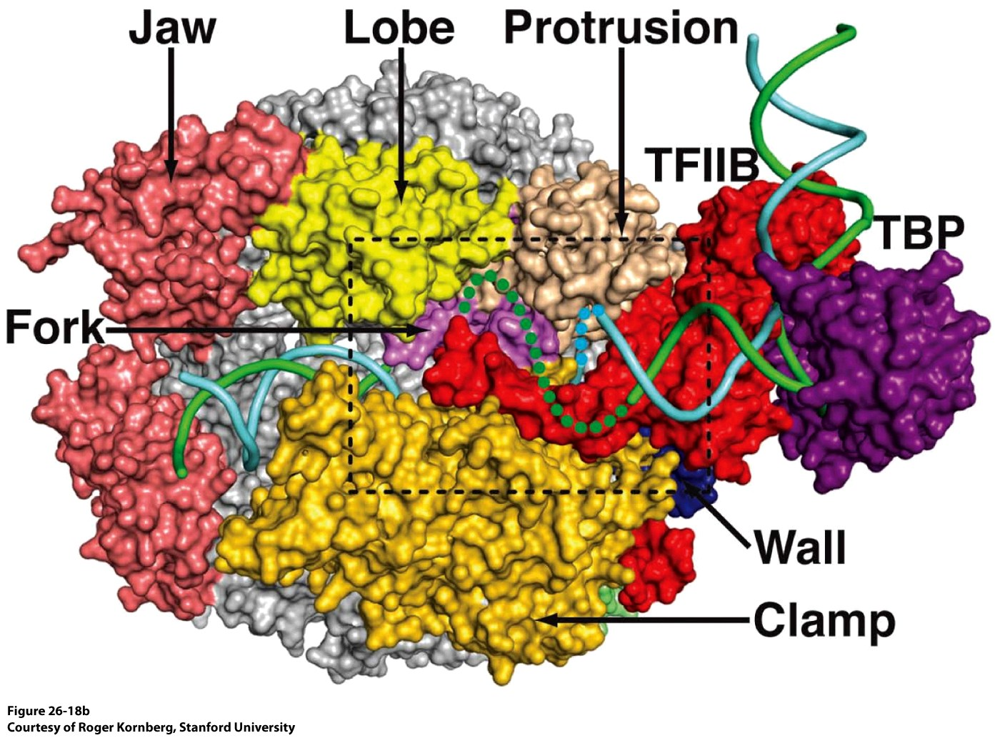 Jaw
Lobe
Protrusion
TFIIB
TBP
Fork
Wall
Clamp
Figure 26-18b
Courtesy of Roger Kornberg, Stanford University